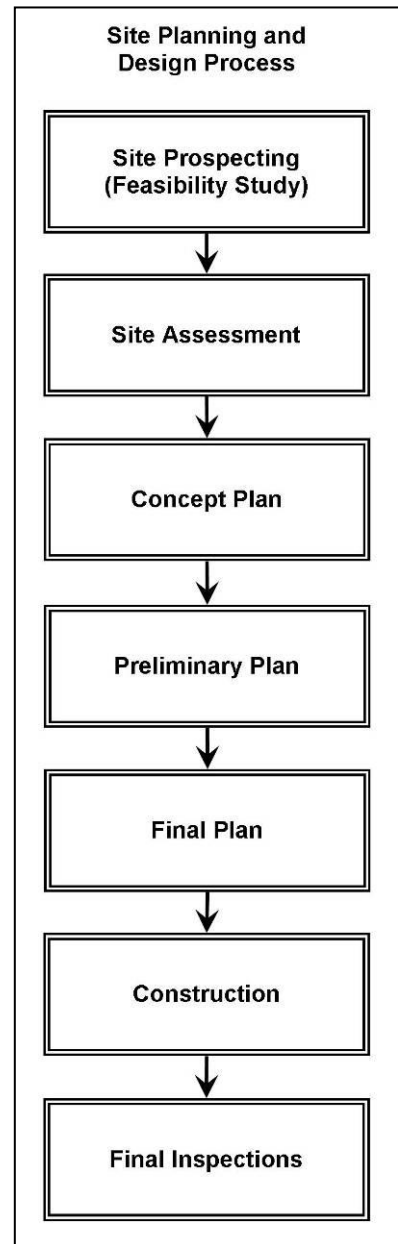 Site Planning and
Design Process
Site Prospecting
(Feasibility Study)
Site Assessment
Concept Plan
Preliminary Plan
Final Plan
Construction
Final Inspections